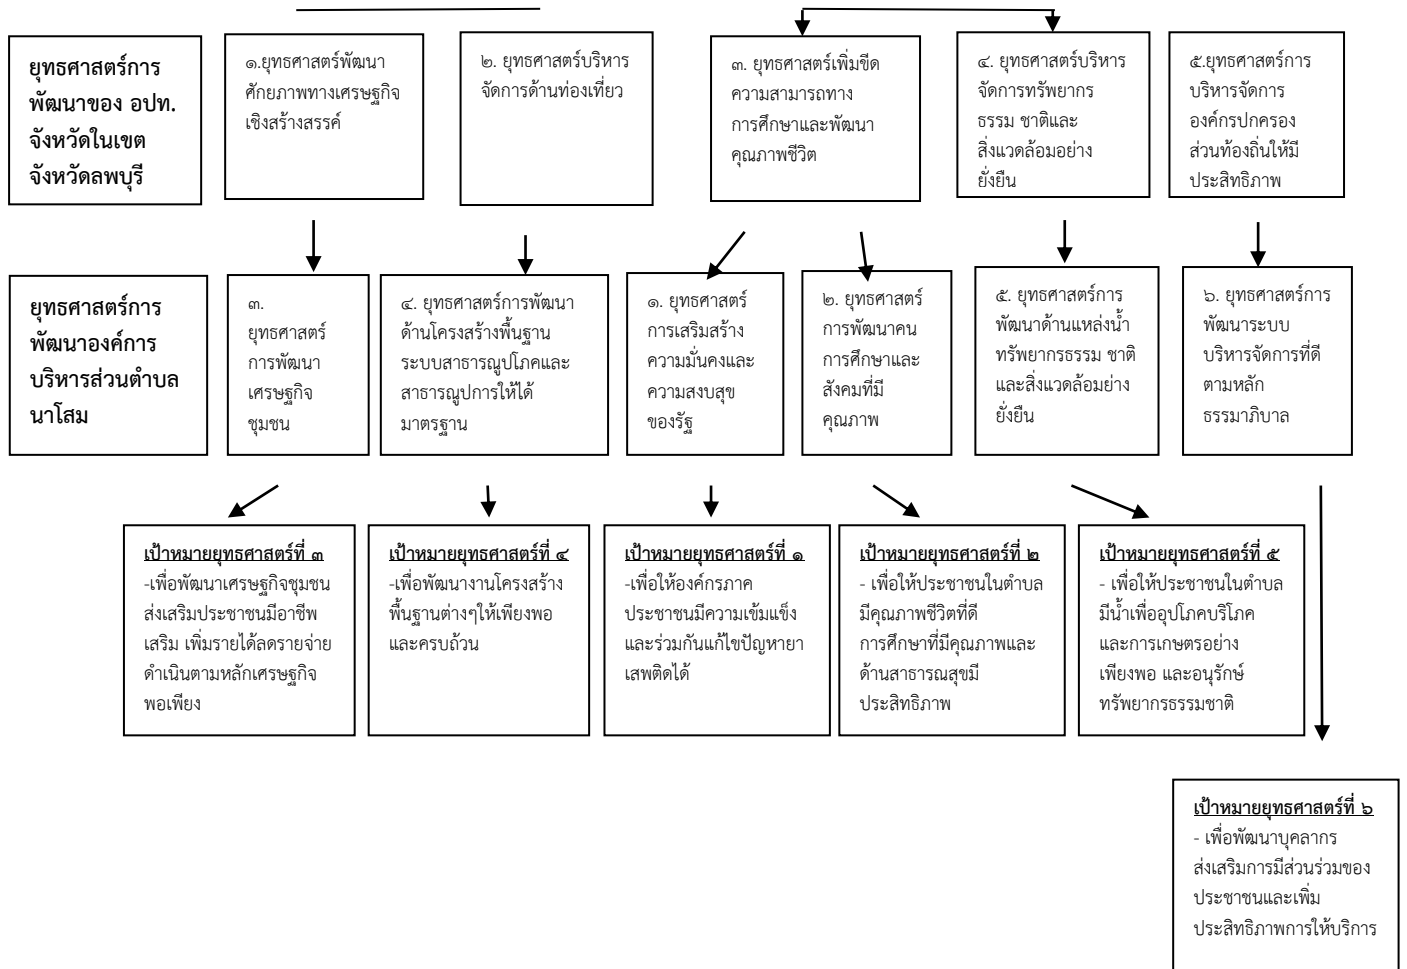 ยุทธศาสตร์การ
พัฒนาของ อปท.
จังหวัดในเขต
จังหวัดลพบุรี
๑.ยุทธศาสตร์พัฒนา
ศักยภาพทางเศรษฐกิจ
เชิงสร้างสรรค์
๒. ยุทธศาสตร์บริหาร
จัดการด้านท่องเที่ยว
๓. ยุทธศาสตร์เพิ่มขีด
ความสามารถทาง
การศึกษาและพัฒนา
คุณภาพชีวิต
๔. ยุทธศาสตร์บริหาร
จัดการทรัพยากร
ธรรม ชาติและ
สิ่งแวดล้อมอย่าง
ยั่งยืน
๕.ยุทธศาสตร์การ
บริหารจัดการ
องค์กรปกครอง
ส่วนท้องถิ่นให้มี
ประสิทธิภาพ
ยุทธศาสตร์การ
พัฒนาองค์การ
บริหารส่วนตำบล
นาโสม
๓.
ยุทธศาสตร์
การพัฒนา
เศรษฐกิจ
ชุมชน
๔. ยุทธศาสตร์การพัฒนา
ด้านโครงสร้างพื้นฐาน
ระบบสาธารณูปโภคและ
สาธารณูปการให้ได้
มาตรฐาน
๑. ยุทธศาสตร์
การเสริมสร้าง
ความมั่นคงและ
ความสงบสุข
ของรัฐ
๒. ยุทธศาสตร์
การพัฒนาคน
การศึกษาและ
สังคมที่มี
คุณภาพ
๕. ยุทธศาสตร์การ
พัฒนาด้านแหล่งน้ำ
ทรัพยากรธรรม ชาติ
และสิ่งแวดล้อมย่าง
ยั่งยืน
๖. ยุทธศาสตร์การ
พัฒนาระบบ
บริหารจัดการที่ดี
ตามหลัก
ธรรมาภิบาล
เป้าหมายยุทธศาสตร์ที่ ๓
-เพื่อพัฒนาเศรษฐกิจชุมชน
ส่งเสริมประชาชนมีอาชีพ
เสริม เพิ่มรายได้ลดรายจ่าย
ดำเนินตามหลักเศรษฐกิจ
พอเพียง
เป้าหมายยุทธศาสตร์ที่ ๔
-เพื่อพัฒนางานโครงสร้าง
พื้นฐานต่างๆให้เพียงพอ
และครบถ้วน
เป้าหมายยุทธศาสตร์ที่ ๑
-เพื่อให้องค์กรภาค
ประชาชนมีความเข้มแข็ง
และร่วมกันแก้ไขปัญหายา
เสพติดได้
เป้าหมายยุทธศาสตร์ที่ ๒
- เพื่อให้ประชาชนในตำบล
มีคุณภาพชีวิตที่ดี
การศึกษาที่มีคุณภาพและ
ด้านสาธารณสุขมี
ประสิทธิภาพ
เป้าหมายยุทธศาสตร์ที่ ๕
- เพื่อให้ประชาชนในตำบล
มีน้ำเพื่ออุปโภคบริโภค
และการเกษตรอย่าง
เพียงพอ และอนุรักษ์
ทรัพยากรธรรมชาติ
เป้าหมายยุทธศาสตร์ที่ ๖
- เพื่อพัฒนาบุคลากร
ส่งเสริมการมีส่วนร่วมของ
ประชาชนและเพิ่ม
ประสิทธิภาพการให้บริการ